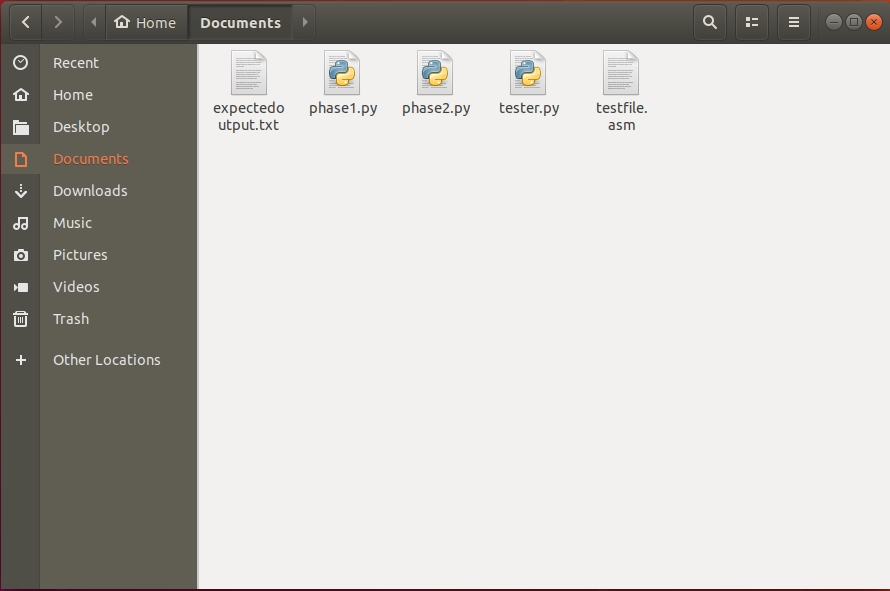 Home Documents
Recent
Home
Desktop
Documents
Downloads
Music
Pictures
Videos
Trash
Other Locations
expectedo
utput.txt
phase1.py
phase2.py
tester.py
testfile.
asm